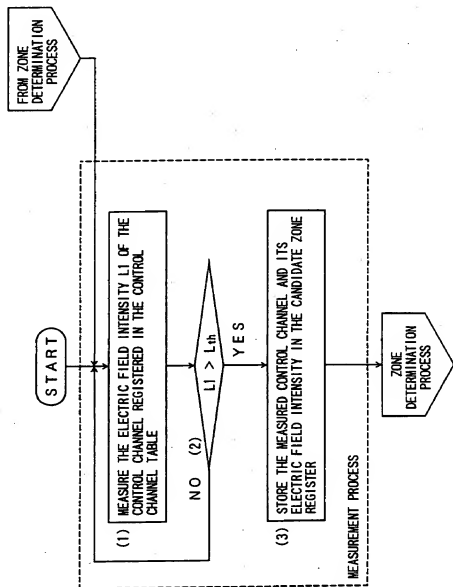 START
FROM ZONE
DETERMINATION
PROCESS
(1) MEASURE THE ELECTRIC FIELD INTENSITY L1 OF THE
CONTROL CHANNEL REGISTERED IN THE CONTROL
CHANNEL TABLE
NO (2) L1 > Lth
YES
(3) STORE THE MEASURED CONTROL CHANNEL AND ITS
ELECTRIC FIELD INTENSITY IN THE CANDIDATE ZONE
REGISTER
MEASUREMENT PROCESS
ZONE
DETERMINATION
PROCESS